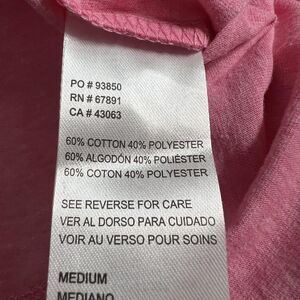 PO # 93850
RN # 67891
CA # 43063
60% COTTON 40% POLYESTER
60% ALGODÓN 40% POLIÉSTER
60% COTON 40% POLYESTER
SEE REVERSE FOR CARE
VER AL DORSO PARA CUIDADO
VOIR AU VERSO POUR SOINS
MEDIUM
MEDIANO